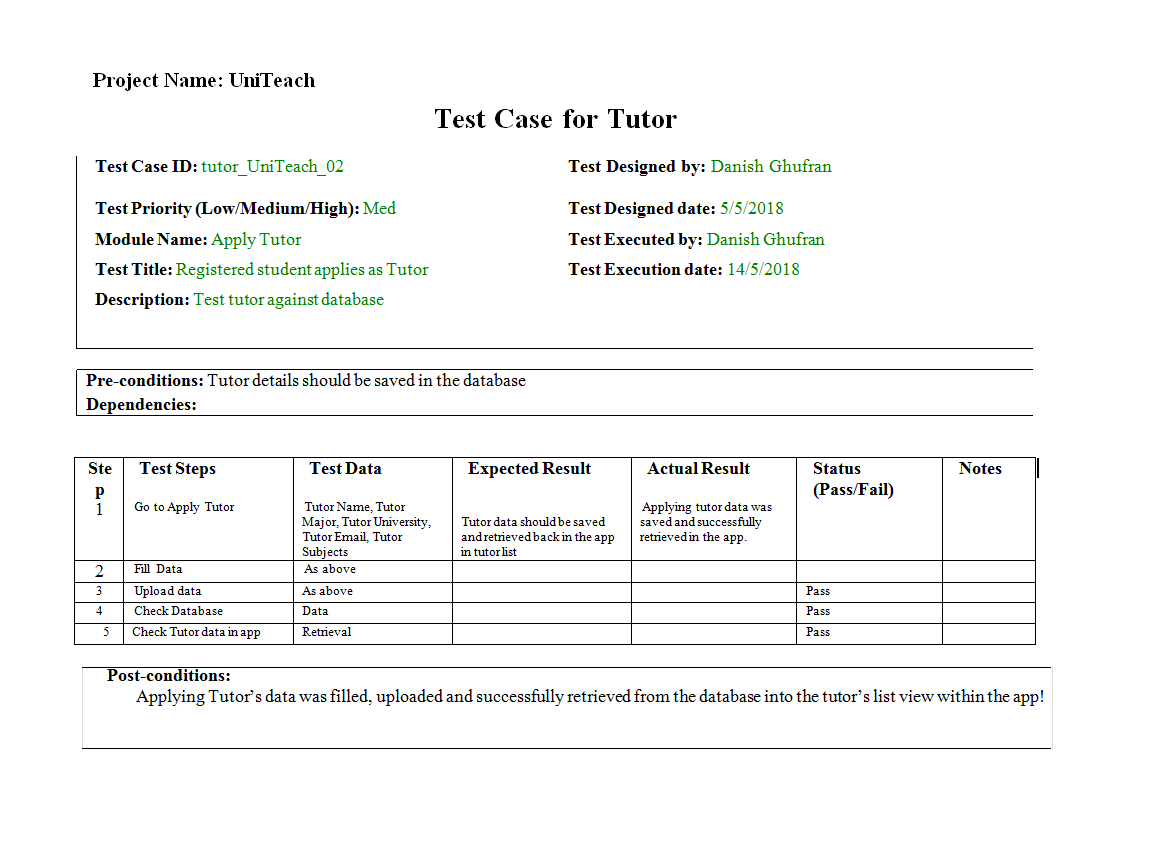 Project Name: UniTeach
Test Case for Tutor
Test Case ID: tutor_UniTeach_02 Test Designed by: Danish Ghufran
Test Priority (Low/Medium/High): Med Test Designed date: 5/5/2018
Module Name: Apply Tutor Test Executed by: Danish Ghufran
Test Title: Registered student applies as Tutor Test Execution date: 14/5/2018
Description: Test tutor against database
Pre-conditions: Tutor details should be saved in the database
Dependencies:
Ste
p
Test Steps
Test Data
Expected Result
Actual Result
Status
(Pass/Fail)
Notes
1
Go to Apply Tutor
Tutor Name, Tutor
Major, Tutor University,
Tutor Email, Tutor
Subjects
Tutor data should be saved
and retrieved back in the app
in tutor list
Applying tutor data was
saved and successfully
retrieved in the app.
2 Fill Data As above
3 Upload data As above Pass
4 Check Database Data Pass
5 Check Tutor data in app Retrieval Pass
Post-conditions:
Applying Tutor’s data was filled, uploaded and successfully retrieved from the database into the tutor’s list view within the app!